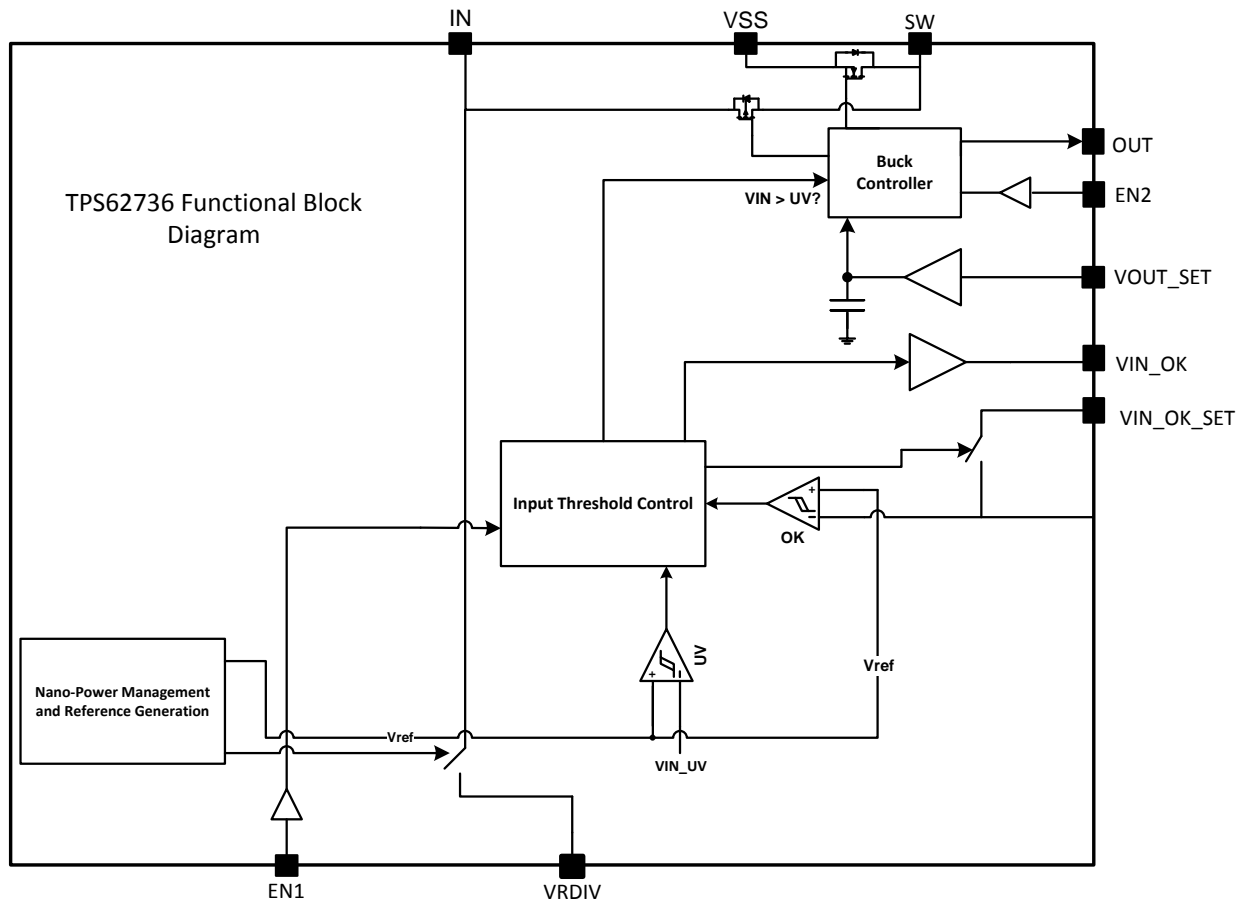 IN
VSS
SW
OUT
Buck
Controller
EN2
VIN > UV?
TPS62736 Functional Block
Diagram
VOUT_SET
VIN_OK
VIN_OK_SET
Input Threshold Control
+
–
OK
UV
+
–
Vref
Nano-Power Management
and Reference Generation
Vref
VIN_UV
EN1
VRDIV